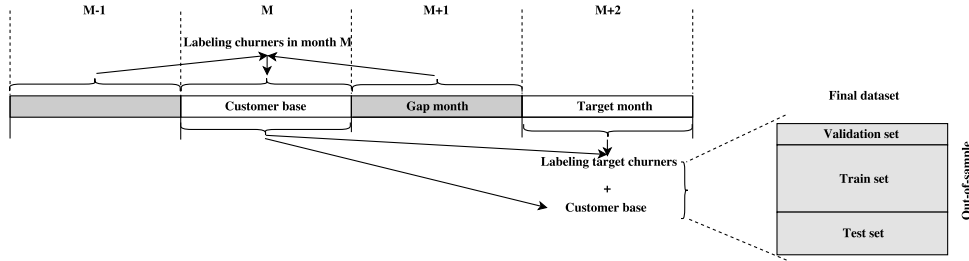 M-1
M
M+1
M+2
Labeling churners in month M
Customer base
Gap month
Target month
Final dataset
Labeling target churners
+
Customer base
Validation set
Train set
Test set
Out-of-sample